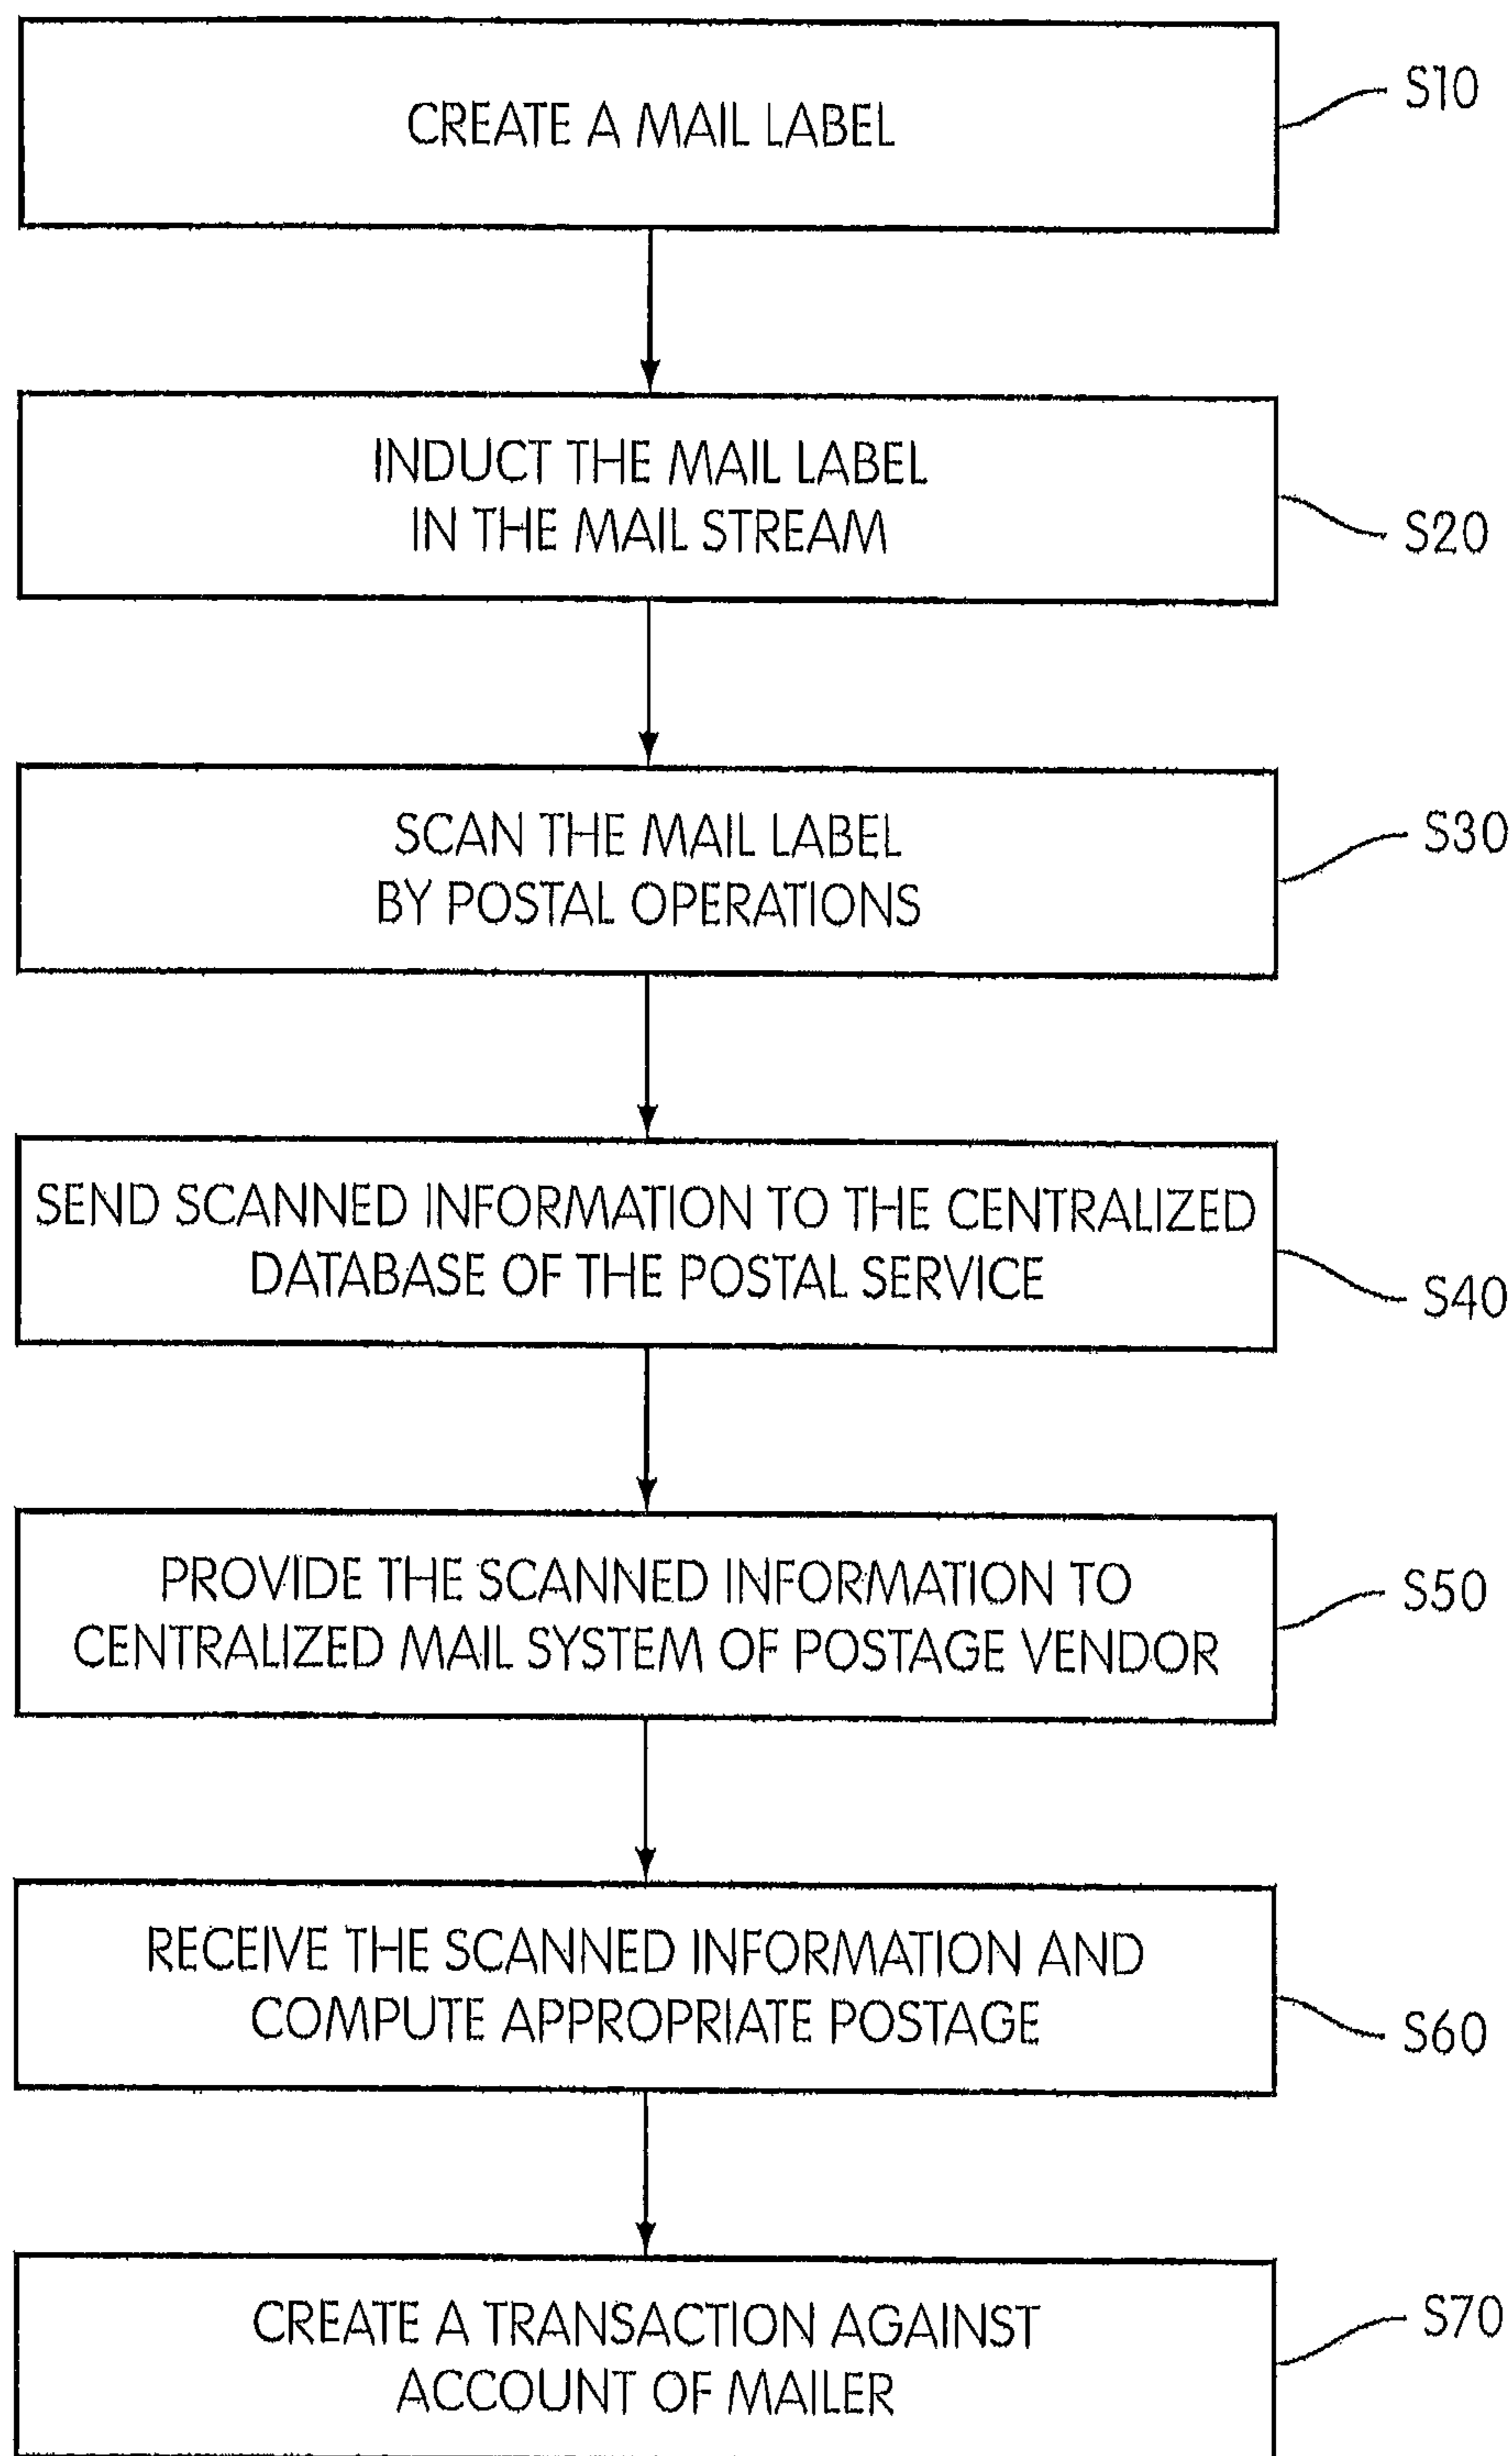 CREATE A MAIL LABEL
S10
INDUCT THE MAIL LABEL
IN THE MAIL STREAM
S20
SCAN THE MAIL LABEL
BY POSTAL OPERATIONS
S30
SEND SCANNED INFORMATION TO THE CENTRALIZED
DATABASE OF THE POSTAL SERVICE
S40
PROVIDE THE SCANNED INFORMATION TO
CENTRALIZED MAIL SYSTEM OF POSTAGE VENDOR
S50
RECEIVE THE SCANNED INFORMATION AND
COMPUTE APPROPRIATE POSTAGE
S60
CREATE A TRANSACTION AGAINST
ACCOUNT OF MAILER
S70